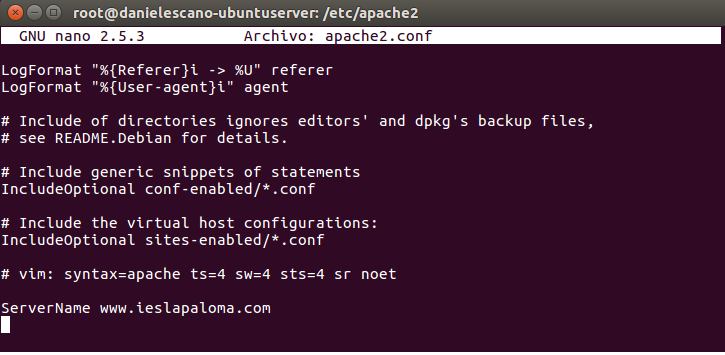 root@danielescano-ubuntuserver: /etc/apache2
GNU nano 2.5.3 Archivo: apache2.conf
LogFormat "%{Referer}i -> %U" referer
LogFormat "%{User-agent}i" agent
# Include of directories ignores editors' and dpkg's backup files,
# see README.Debian for details.
# Include generic snippets of statements
IncludeOptional conf-enabled/*.conf
# Include the virtual host configurations:
IncludeOptional sites-enabled/*.conf
# vim: syntax=apache ts=4 sw=4 sts=4 sr noet
ServerName www.ieslapaloma.com